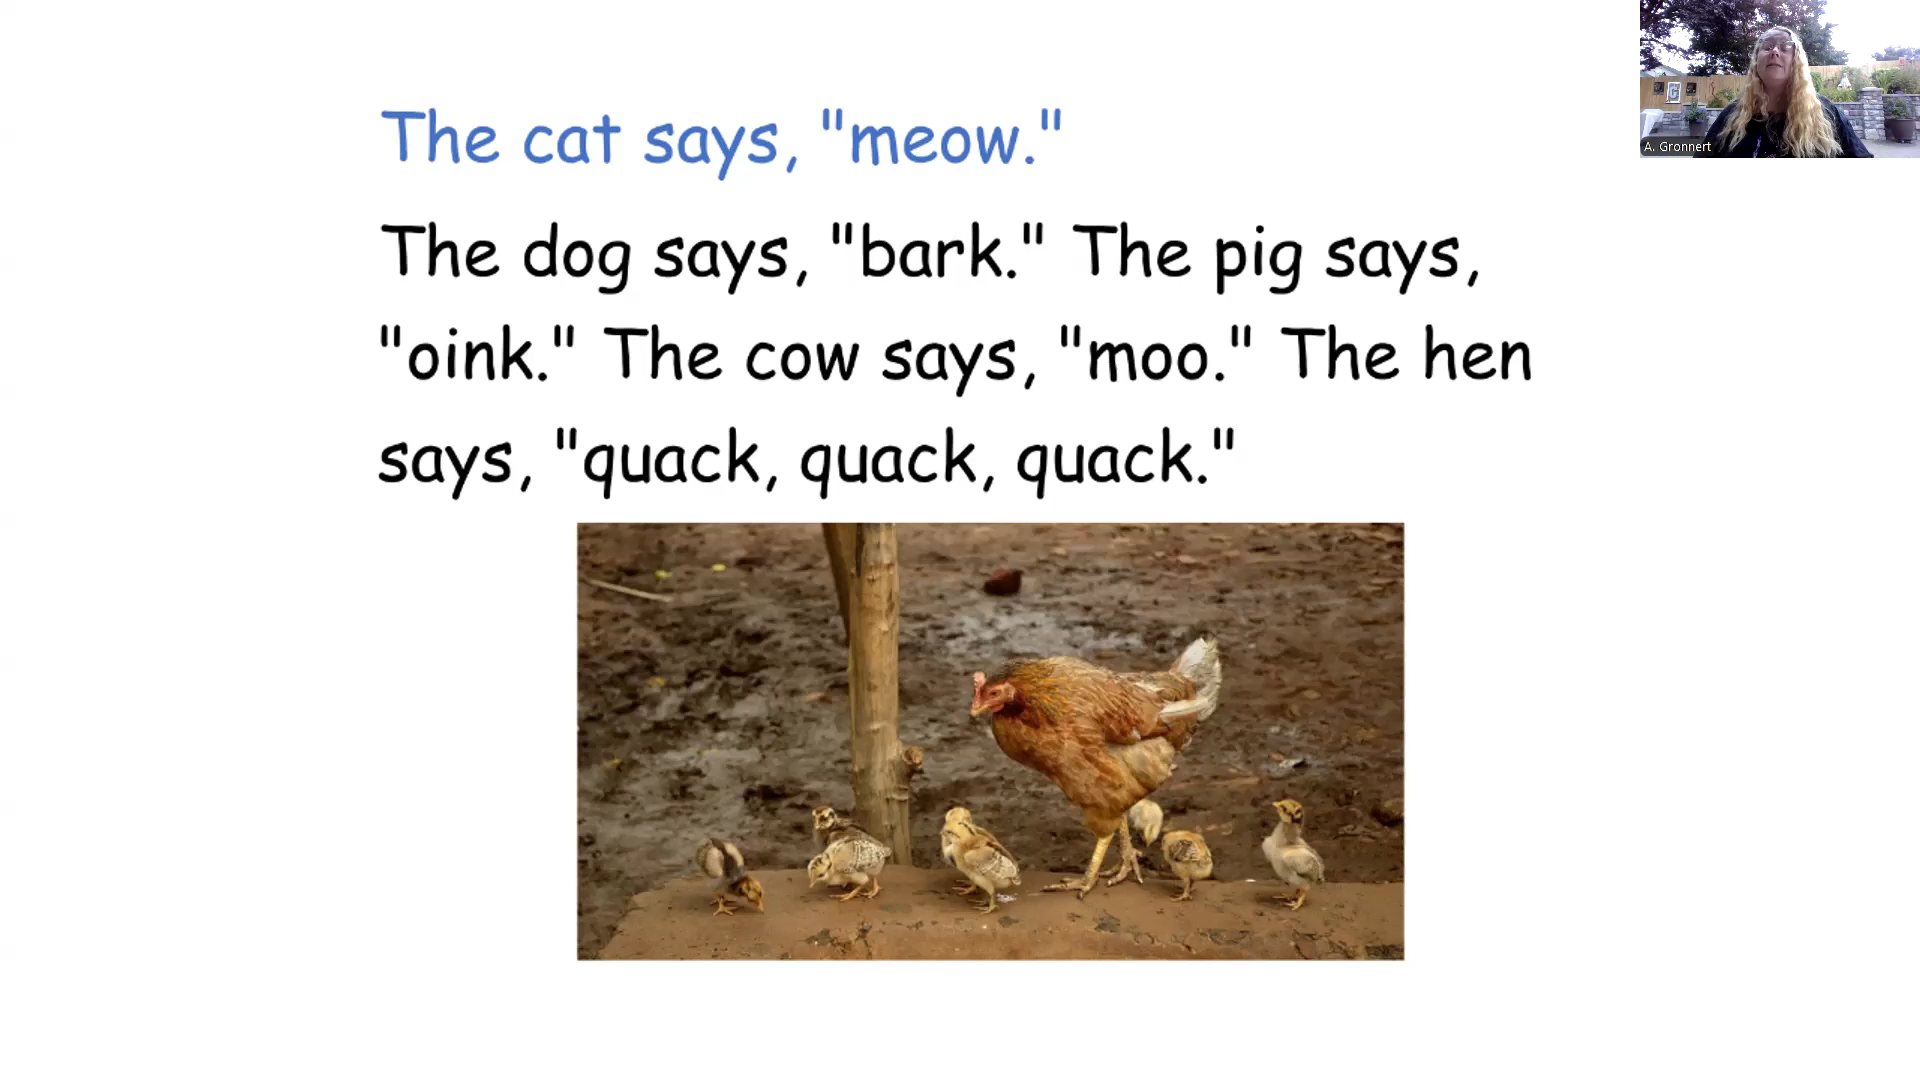 The cat says, "meow."
The dog says, "bark." The pig says,
"oink." The cow says, "moo." The hen
says, "quack, quack, quack."
A. Gronnert